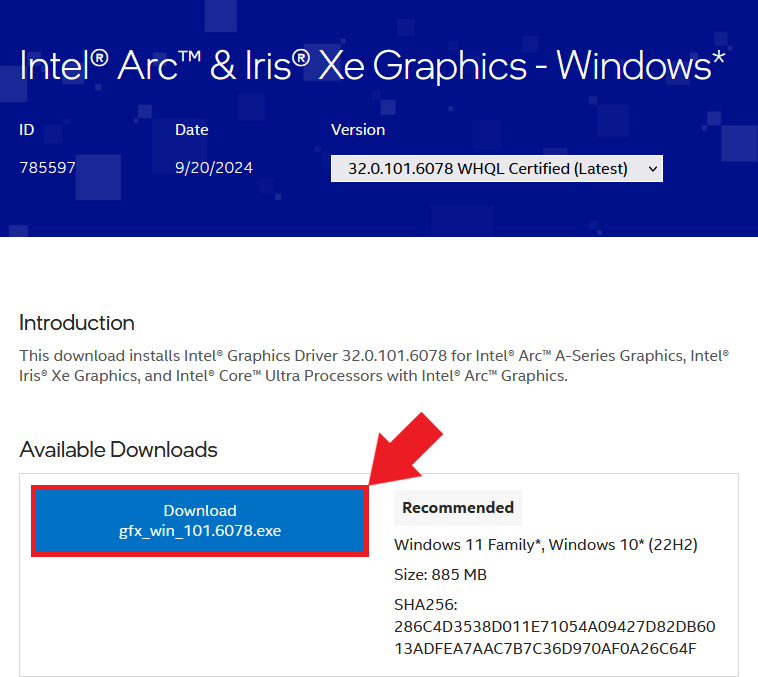 Intel® Arc™ & Iris® Xe Graphics - Windows*
ID Date Version
785597 9/20/2024 32.0.101.6078 WHQL Certified (Latest)
Introduction
This download installs Intel® Graphics Driver 32.0.101.6078 for Intel® Arc™ A-Series Graphics, Intel®
Iris® Xe Graphics, and Intel® Core™ Ultra Processors with Intel® Arc™ Graphics.
Available Downloads
Download
gfx_win_101.6078.exe
Recommended
Windows 11 Family*, Windows 10* (22H2)
Size: 885 MB
SHA256:
286C4D3538D011E71054A09427D82DB60
13ADFEA7AAC7B7C36D970AF0A26C64F